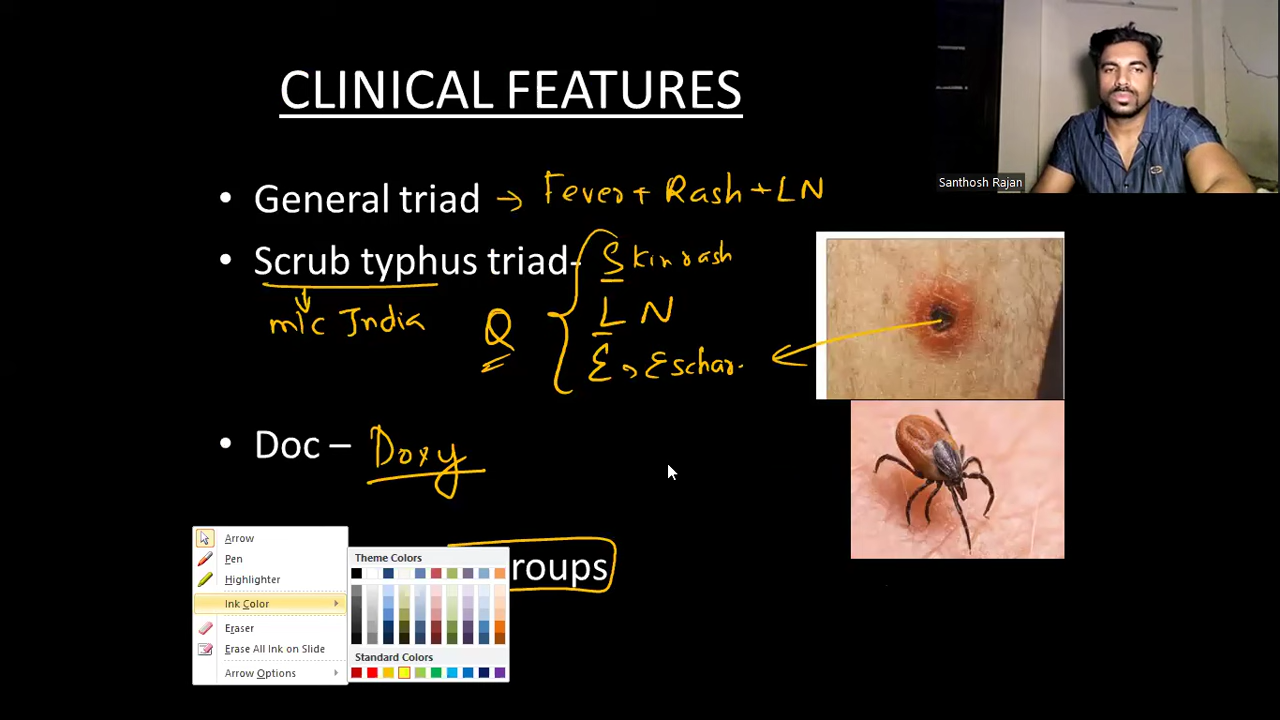 CLINICAL FEATURES
Santhosh Rajan
• General triad → Fever + Rash + LN
• Scrub typhus triad- Skin rash
m/c India
Q
LN
E → Eschar
• Doc – Doxy
roups
Arrow
Pen
Highlighter
Ink Color
Eraser
Erase All Ink on Slide
Arrow Options
Theme Colors
Standard Colors